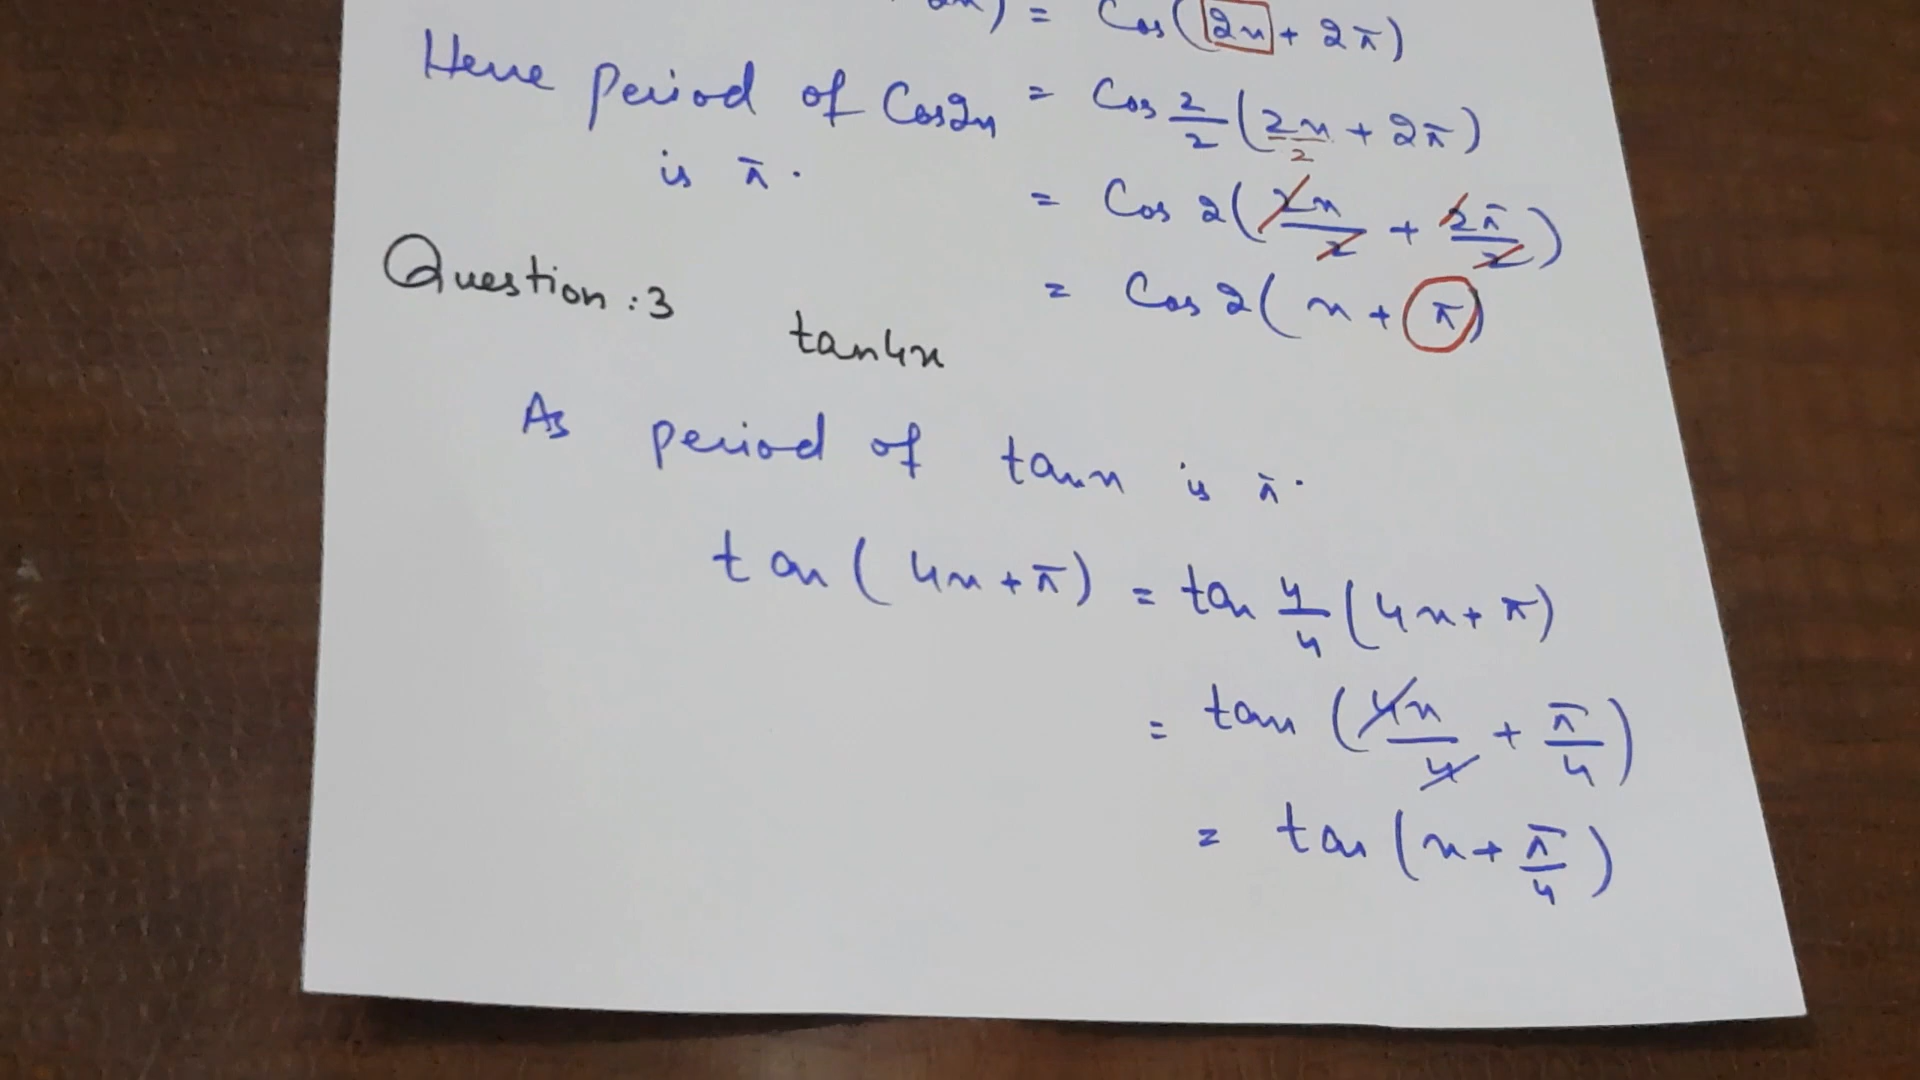 ) = Cos(2x + 2π)
Hence period of Cos2x = Cos 2/2 (2x/2 + 2π)
is π.
= Cos 2(2x/2 + 2π/2)
= Cos 2(x + π)
Question:3
tan4x
As period of tanx is π.
tan(4x+π) = tan 4/4 (4x+π)
= tan (4x/4 + π/4)
= tan (x+π/4)